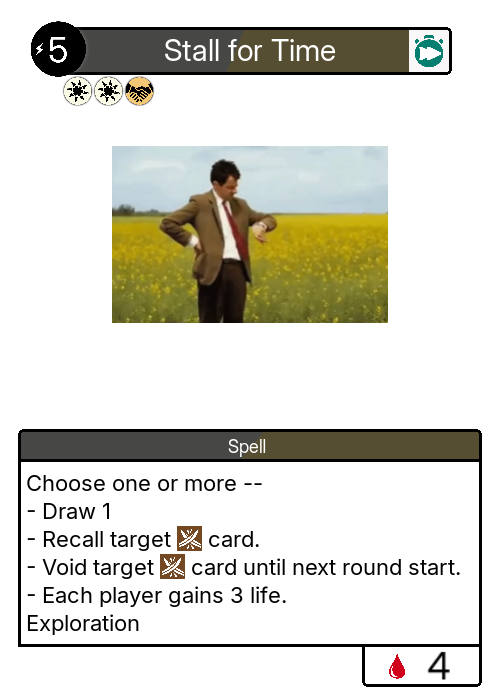 5
Stall for Time
Spell
Choose one or more --
- Draw 1
- Recall target card.
- Void target card until next round start.
- Each player gains 3 life.
Exploration
4